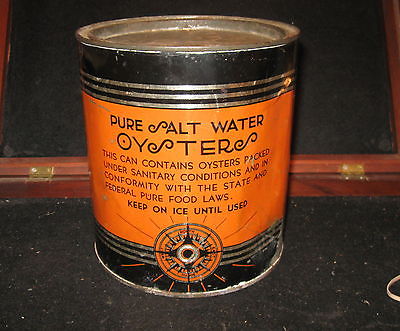 PURE SALT WATER
OYSTERS
THIS CAN CONTAINS OYSTERS PACKED
UNDER SANITARY CONDITIONS AND IN
CONFORMITY WITH THE STATE AND
FEDERAL PURE FOOD LAWS.
KEEP ON ICE UNTIL USED